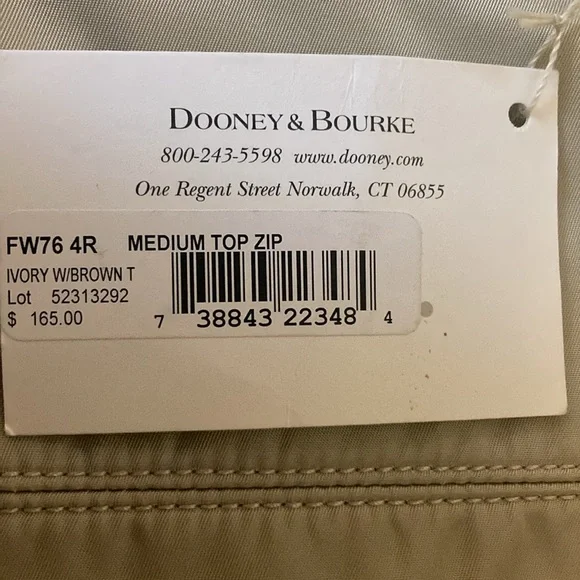 DOONEY & BOURKE
800-243-5598 www.dooney.com
One Regent Street Norwalk, CT 06855
FW76 4R MEDIUM TOP ZIP
IVORY W/BROWN T
Lot 52313292
$ 165.00
7 38843 22348 4